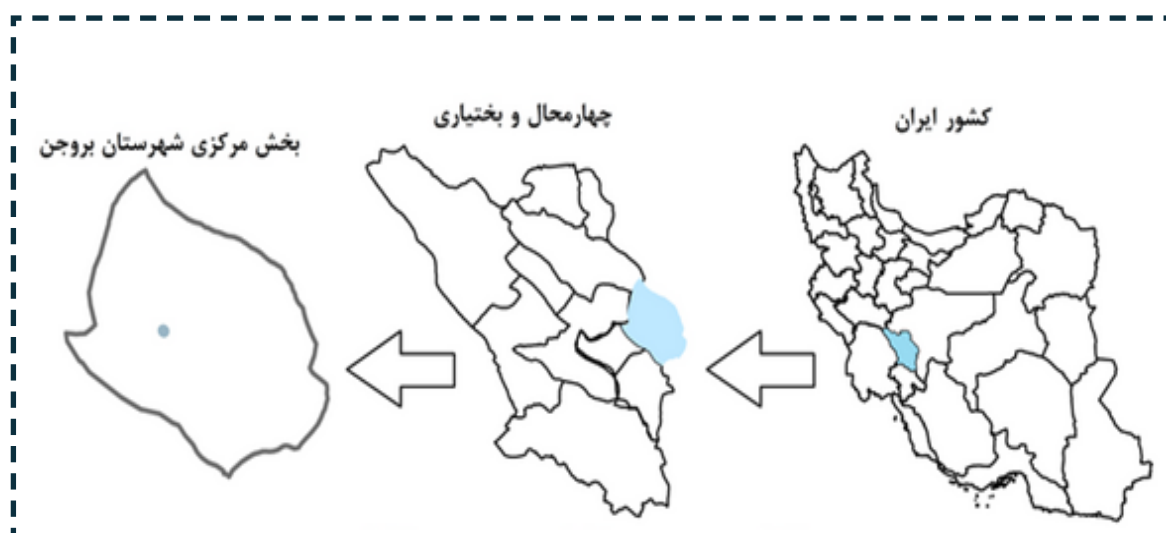 کشور ایران
چهارمحال و بختیاری
بخش مرکزی شهرستان بروجن